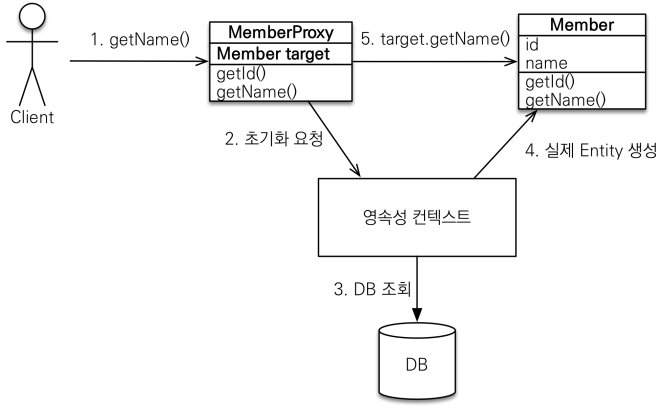 Client
1. getName()
MemberProxy
Member target
getId()
getName()
5. target.getName()
Member
id
name
getId()
getName()
2. 초기화 요청
4. 실제 Entity 생성
영속성 컨텍스트
3. DB 조회
DB